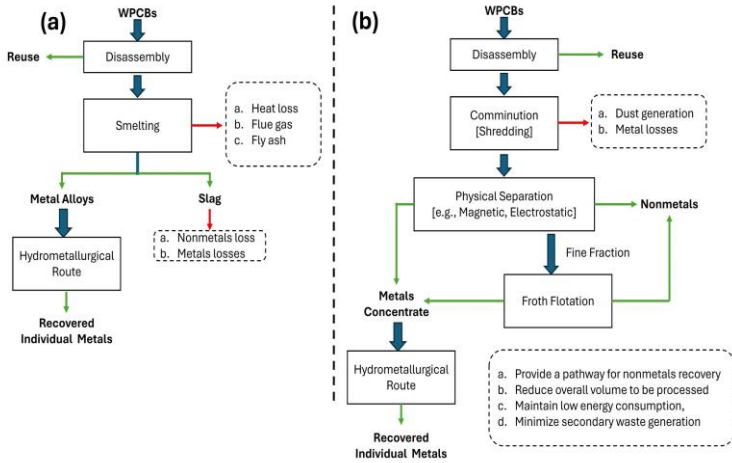 (a)
WPCBs
Reuse
Disassembly
Smelting
a. Heat loss
b. Flue gas
c. Fly ash
Metal Alloys
Slag
a. Nonmetals loss
b. Metals losses
Hydrometallurgical
Route
Recovered
Individual Metals
(b)
WPCBs
Disassembly
Reuse
Comminution
[Shredding]
a. Dust generation
b. Metal losses
Physical Separation
[e.g., Magnetic, Electrostatic]
Nonmetals
Fine Fraction
Froth Flotation
Metals
Concentrate
Hydrometallurgical
Route
Recovered
Individual Metals
a. Provide a pathway for nonmetals recovery
b. Reduce overall volume to be processed
c. Maintain low energy consumption,
d. Minimize secondary waste generation